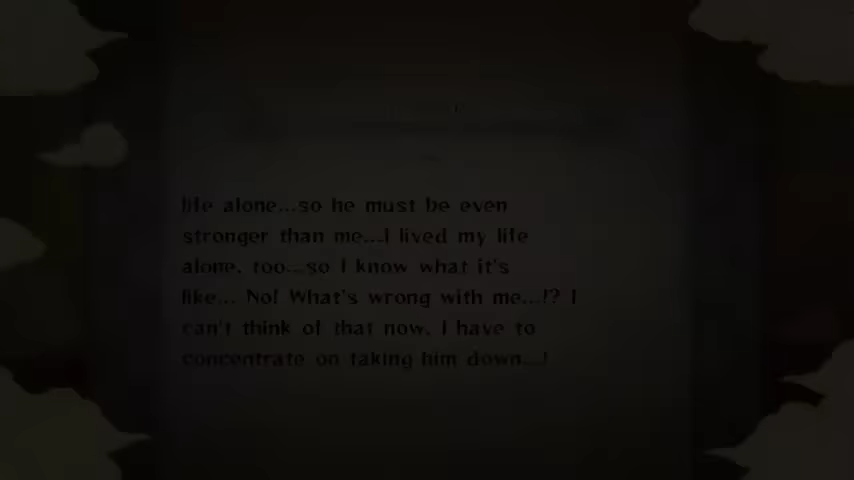 life alone...so he must be even
stronger than me...I lived my life
alone, too...so I know what it's
like... No! What's wrong with me...!? I
can't think of that now. I have to
concentrate on taking him down...!